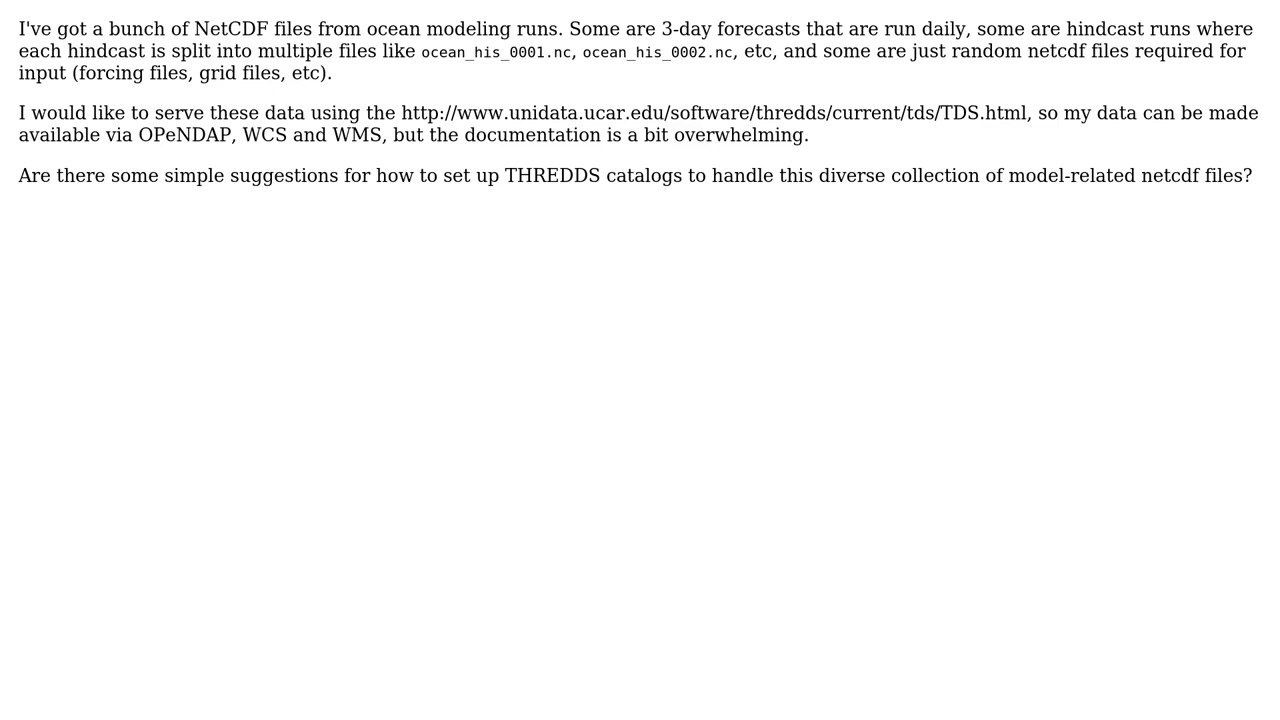 I've got a bunch of NetCDF files from ocean modeling runs. Some are 3-day forecasts that are run daily, some are hindcast runs where
each hindcast is split into multiple files like ocean_his_0001.nc, ocean_his_0002.nc, etc, and some are just random netcdf files required for
input (forcing files, grid files, etc).
I would like to serve these data using the http://www.unidata.ucar.edu/software/thredds/current/tds/TDS.html, so my data can be made
available via OPeNDAP, WCS and WMS, but the documentation is a bit overwhelming.
Are there some simple suggestions for how to set up THREDDS catalogs to handle this diverse collection of model-related netcdf files?